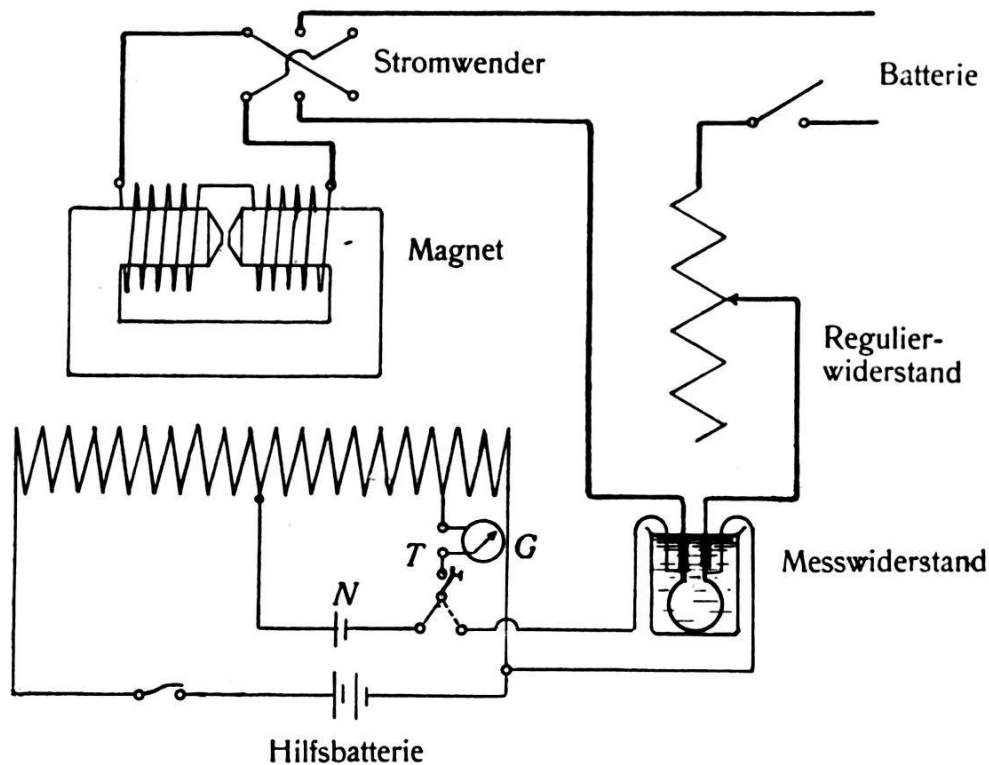 Stromwender
Batterie
Magnet
Regulier-
widerstand
T
G
Messwiderstand
N
Hilfsbatterie